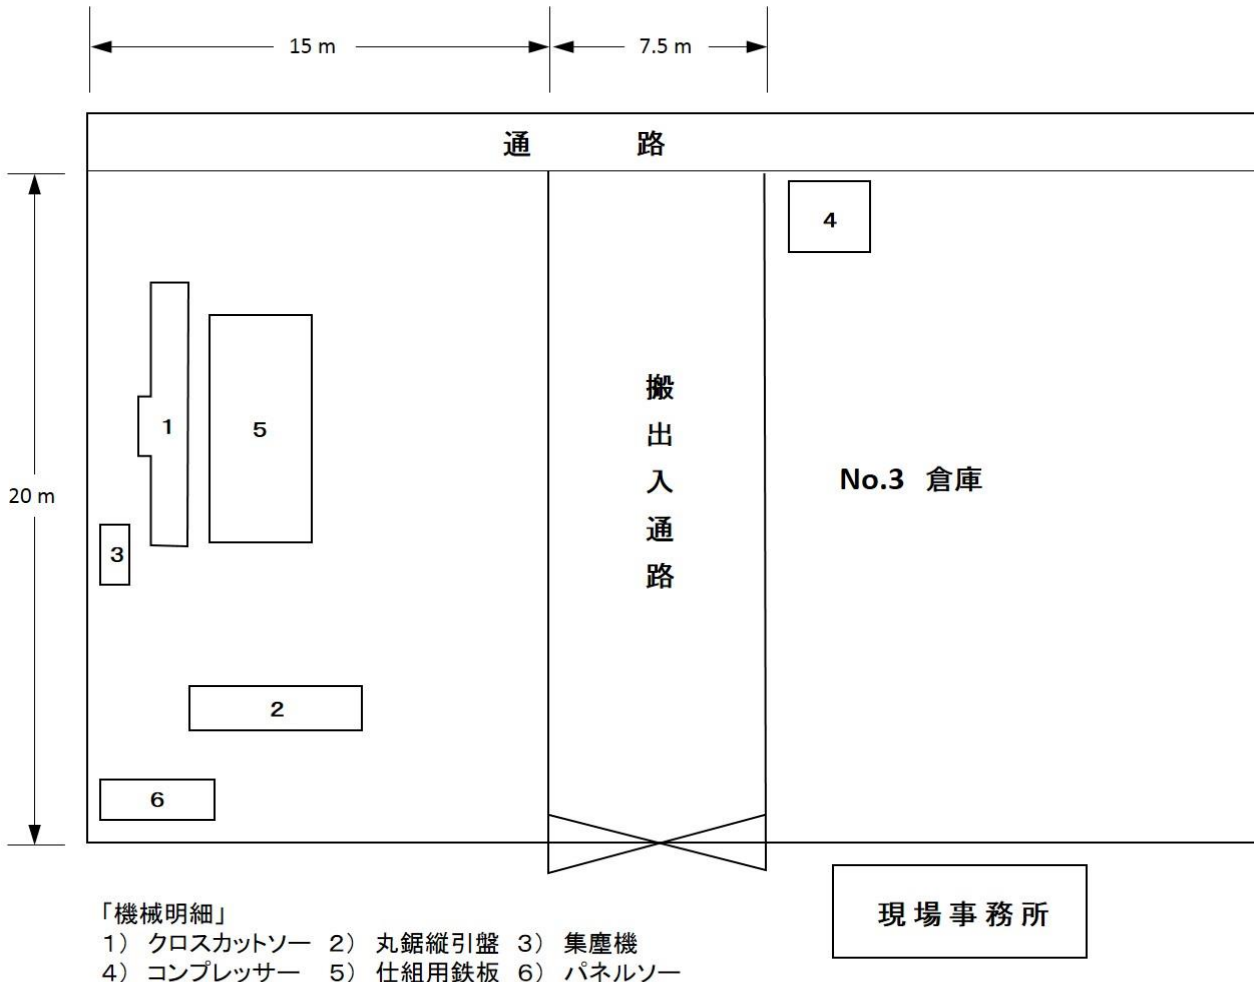 15 m
7.5 m
通 路
4
搬出入通路
1
5
No.3 倉庫
20 m
3
2
6
現場事務所
「機械明細」
1） クロスカットソー 2） 丸鋸縦引盤 3） 集塵機
4） コンプレッサー 5） 仕組用鉄板 6） パネルソー